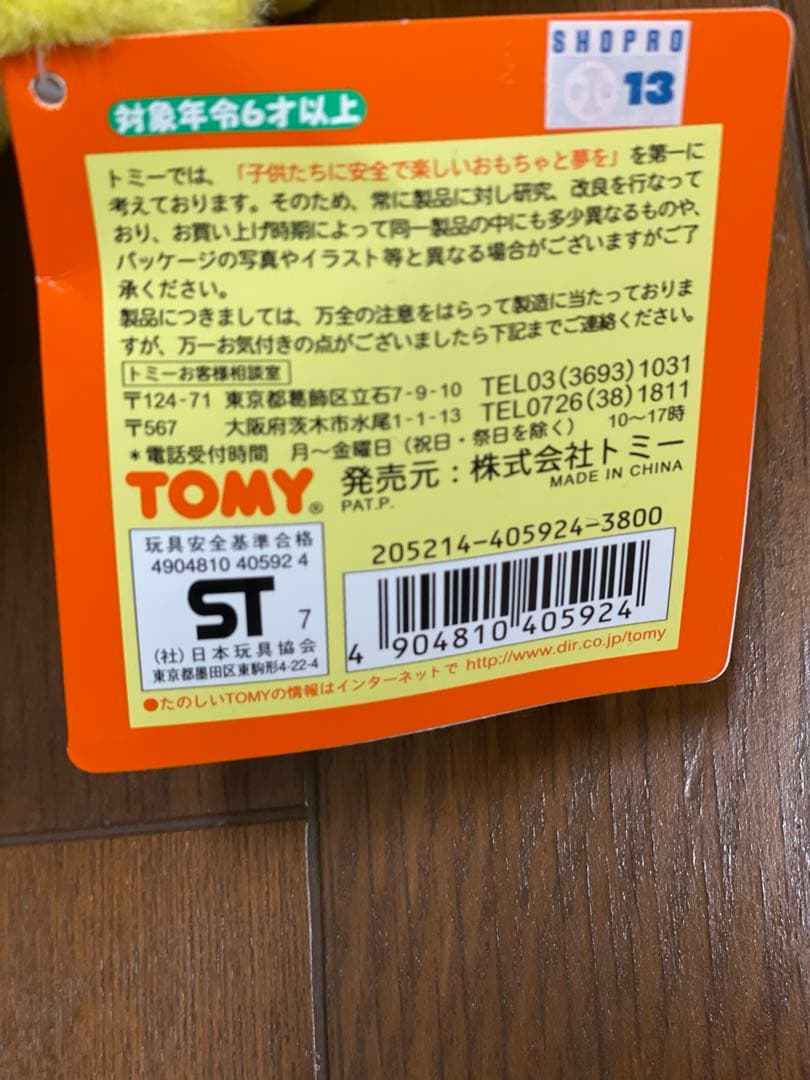 SHOPRO
13
対象年令6才以上
トミーでは、「子供たちに安全で楽しいおもちゃと夢を」を第一に
考えております。そのため、常に製品に対し研究、改良を行なって
おり、お買い上げ時期によって同一製品の中にも多少異なるものや、
パッケージの写真やイラスト等と異なる場合がございますがご了
承ください。
製品につきましては、万全の注意をはらって製造に当たっておりま
すが、万一お気付きの点がございましたら下記までご連絡ください。
トミーお客様相談室
〒124-71 東京都葛飾区立石7-9-10 TEL03(3693)1031
〒567 大阪府茨木市水尾1-1-13 TEL0726(38)1811
*電話受付時間 月〜金曜日(祝日・祭日を除く) 10〜17時
TOMY® 発売元:株式会社トミー
PAT.P. MADE IN CHINA
玩具安全基準合格
4904810 40592 4
ST 7
(社)日本玩具協会
東京都墨田区東駒形4-22-4
205214-405924-3800
4 904810 405924
●たのしいTOMYの情報はインターネットで http://www.dir.co.jp/tomy